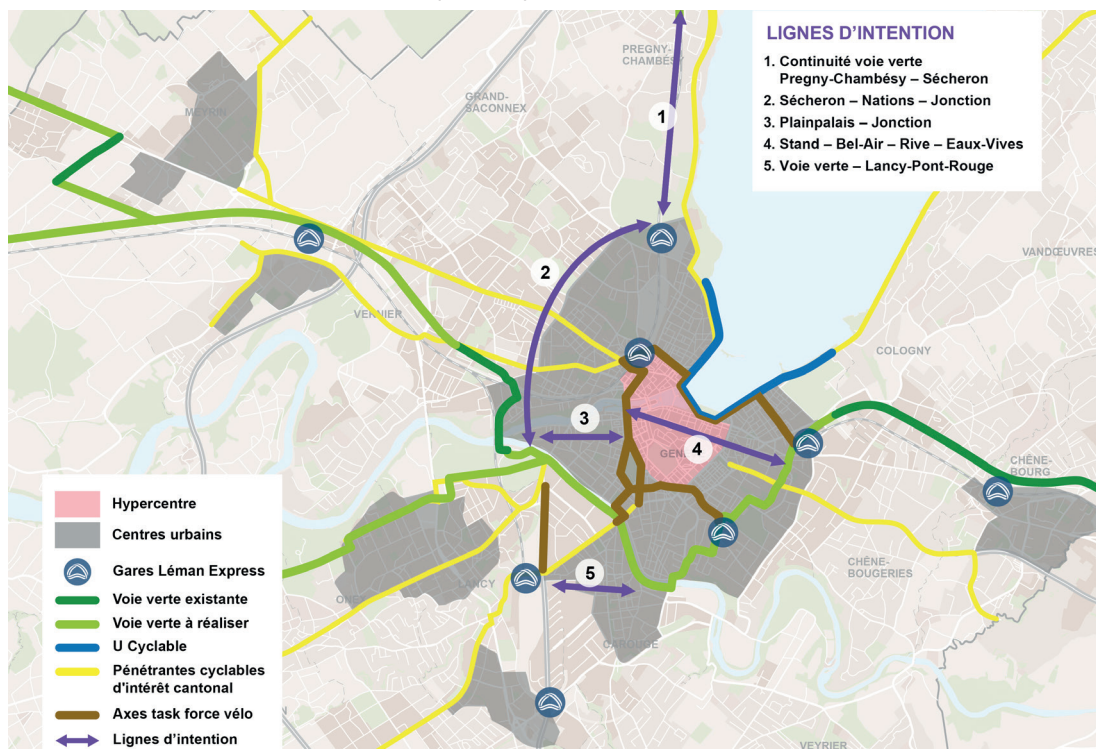 PREGNY-
CHAMBÉSY
GRAND-
SACONNEX
MEYRIN
VERNIER
VANDŒUVRES
COLOGNY
CHÊNE-
BOURG
CHÊNE-
BOUGERIES
LANCY
CAROUGE
VEYRIER
1
2
3
4
5
LIGNES D'INTENTION
1. Continuité voie verte
Pregny-Chambésy – Sécheron
2. Sécheron – Nations – Jonction
3. Plainpalais – Jonction
4. Stand – Bel-Air – Rive – Eaux-Vives
5. Voie verte – Lancy-Pont-Rouge
Hypercentre
Centres urbains
Gares Léman Express
Voie verte existante
Voie verte à réaliser
U Cyclable
Pénétrantes cyclables
d'intérêt cantonal
Axes task force vélo
Lignes d'intention